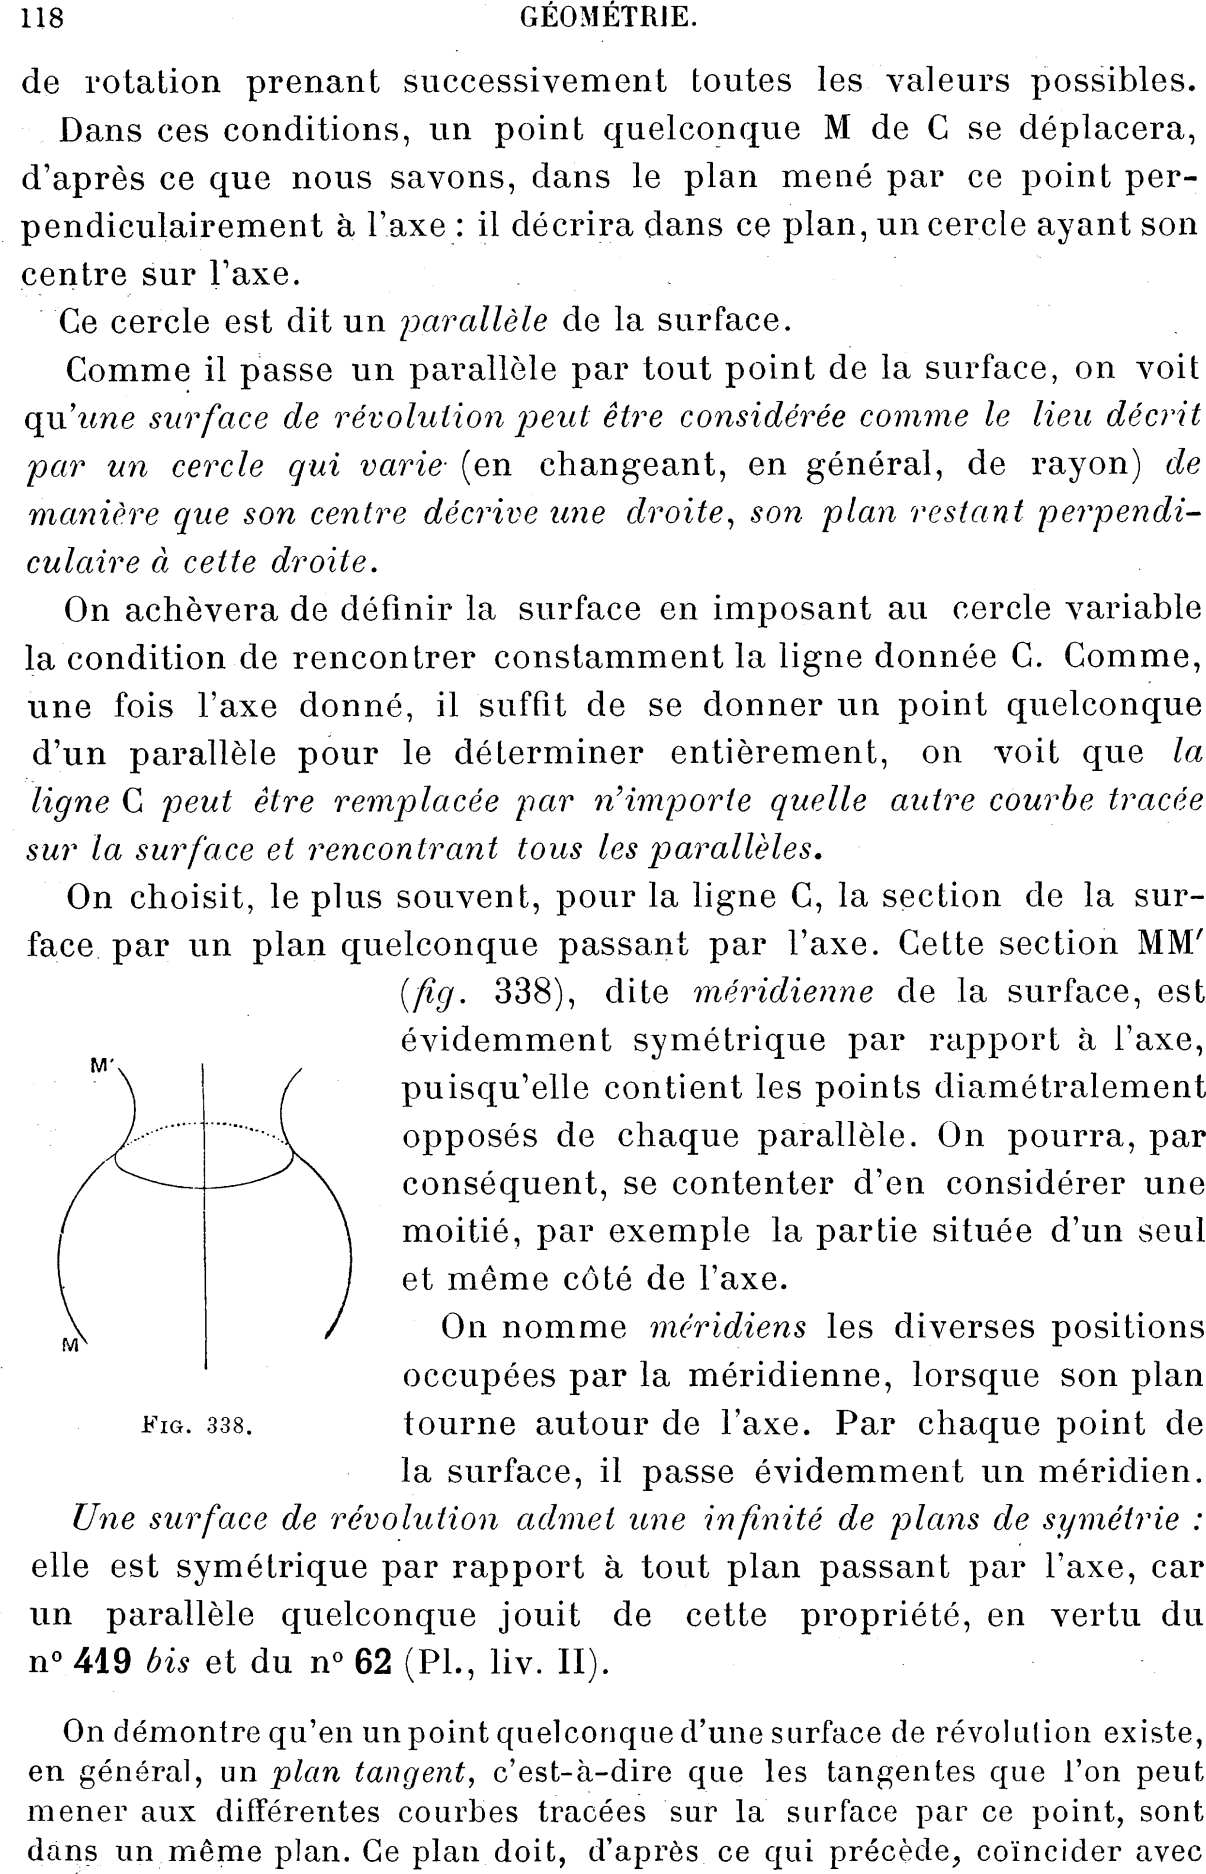 118 GÉOMÉTRIE.
de rotation prenant successivement toutes les valeurs possibles.
Dans ces conditions, un point quelconque M de C se déplacera,
d'après ce que nous savons, dans le plan mené par ce point per-
pendiculairement à l'axe : il décrira dans ce plan, un cercle ayant son
centre sur l'axe.
Ce cercle est dit un parallèle de la surface.
Comme il passe un parallèle par tout point de la surface, on voit
qu'une surface de révolution peut être considérée comme le lieu décrit
par un cercle qui varie (en changeant, en général, de rayon) de
manière que son centre décrive une droite, son plan restant perpendi-
culaire à cette droite.
On achèvera de définir la surface en imposant au cercle variable
la condition de rencontrer constamment la ligne donnée C. Comme,
une fois l'axe donné, il suffit de se donner un point quelconque
d'un parallèle pour le déterminer entièrement, on voit que la
ligne C peut être remplacée par n'importe quelle autre courbe tracée
sur la surface et rencontrant tous les parallèles.
On choisit, le plus souvent, pour la ligne C, la section de la sur-
face par un plan quelconque passant par l'axe. Cette section MM'
(fig. 338), dite méridienne de la surface, est
évidemment symétrique par rapport à l'axe,
puisqu'elle contient les points diamétralement
opposés de chaque parallèle. On pourra, par
conséquent, se contenter d'en considérer une
moitié, par exemple la partie située d'un seul
et même côté de l'axe.
On nomme méridiens les diverses positions
occupées par la méridienne, lorsque son plan
tourne autour de l'axe. Par chaque point de
la surface, il passe évidemment un méridien.
M'
M
FIG. 338.
Une surface de révolution admet une infinité de plans de symétrie :
elle est symétrique par rapport à tout plan passant par l'axe, car
un parallèle quelconque jouit de cette propriété, en vertu du
nº 419 bis et du nº 62 (Pl., liv. II).
On démontre qu'en un point quelconque d'une surface de révolution existe,
en général, un plan tangent, c'est-à-dire que les tangentes que l'on peut
mener aux différentes courbes tracées sur la surface par ce point, sont
dans un même plan. Ce plan doit, d'après ce qui précède, coïncider avec